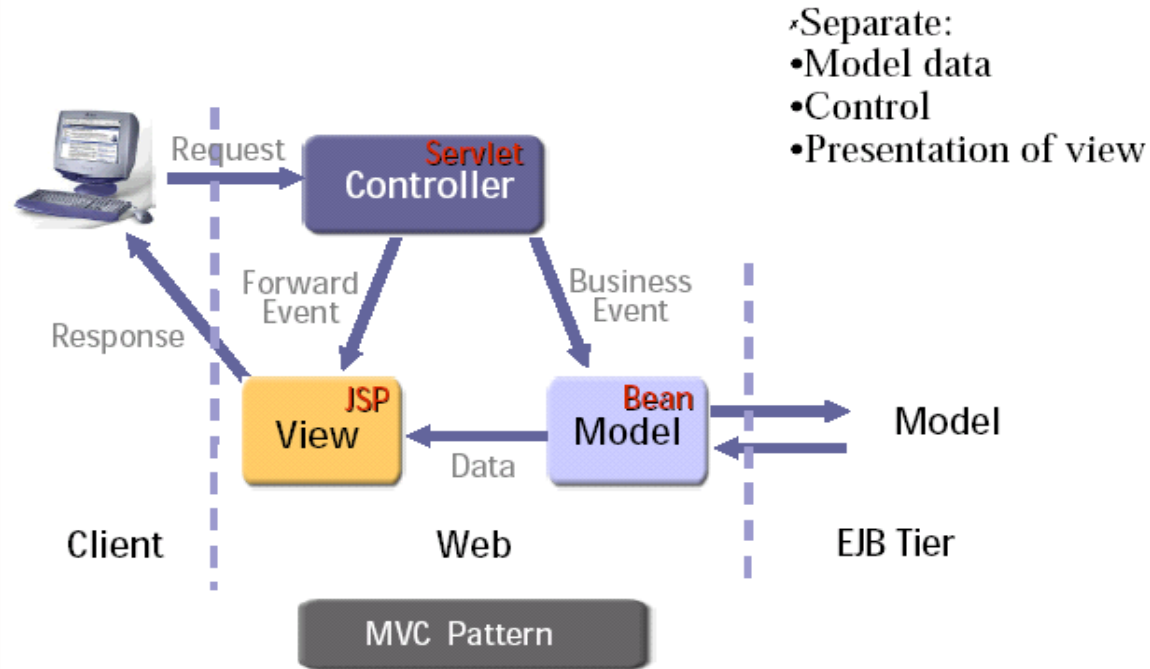 Separate:
•Model data
•Control
•Presentation of view
Request
Servlet
Controller
Forward
Event
Business
Event
Response
JSP
View
Bean
Model
Model
Data
Client
Web
EJB Tier
MVC Pattern